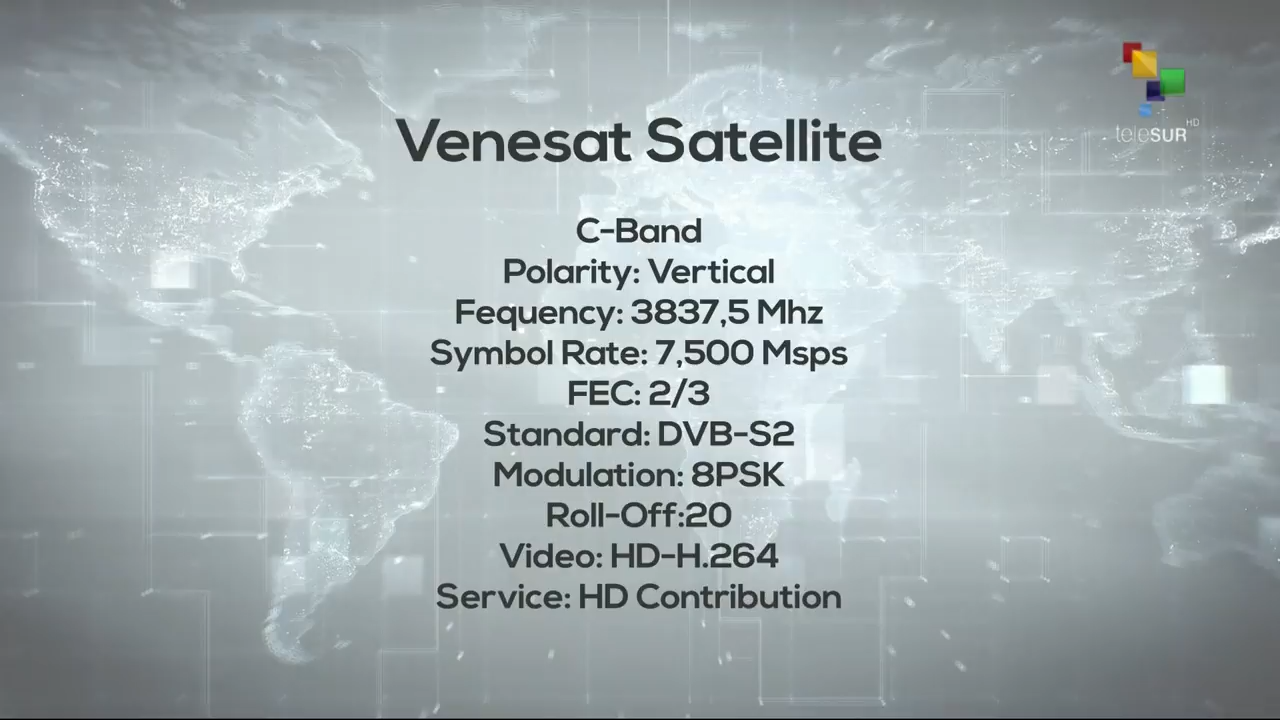 Venesat Satellite
C-Band
Polarity: Vertical
Fequency: 3837,5 Mhz
Symbol Rate: 7,500 Msps
FEC: 2/3
Standard: DVB-S2
Modulation: 8PSK
Roll-Off:20
Video: HD-H.264
Service: HD Contribution
teleSUR HD